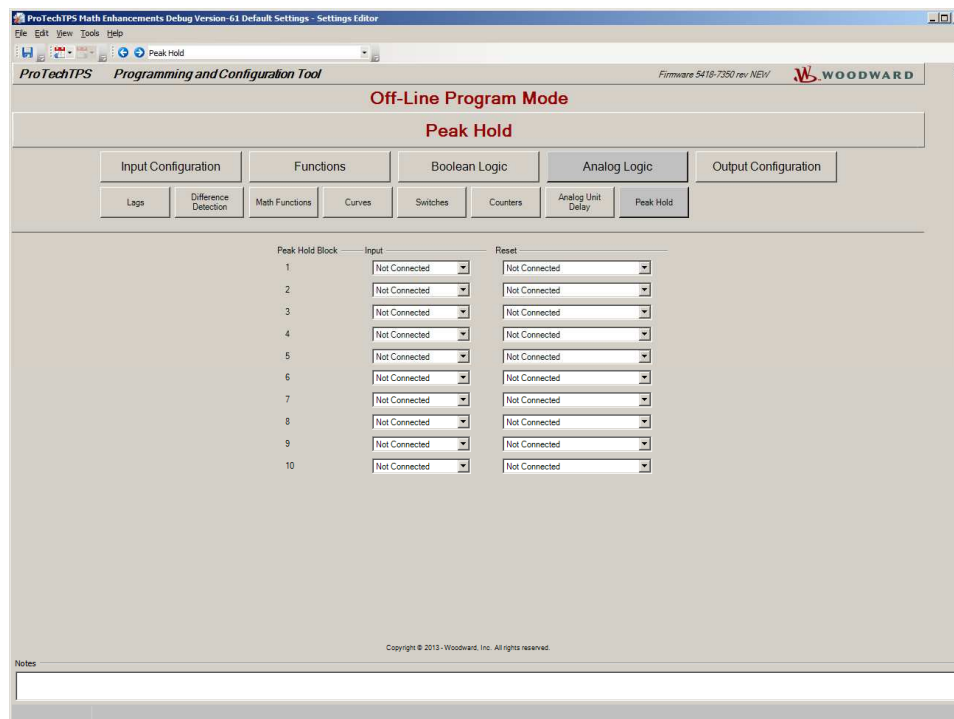 ProTechTPS Math Enhancements Debug Version-61 Default Settings - Settings Editor
File Edit View Tools Help
Peak Hold
ProTechTPS Programming and Configuration Tool Firmware 5418-7350 rev NEW WOODWARD
Off-Line Program Mode
Peak Hold
Input Configuration Functions Boolean Logic Analog Logic Output Configuration
Lags Difference Detection Math Functions Curves Switches Counters Analog Unit Delay Peak Hold
Peak Hold Block Input Reset
1 Not Connected Not Connected
2 Not Connected Not Connected
3 Not Connected Not Connected
4 Not Connected Not Connected
5 Not Connected Not Connected
6 Not Connected Not Connected
7 Not Connected Not Connected
8 Not Connected Not Connected
9 Not Connected Not Connected
10 Not Connected Not Connected
Copyright © 2013 - Woodward, Inc. All rights reserved.
Notes